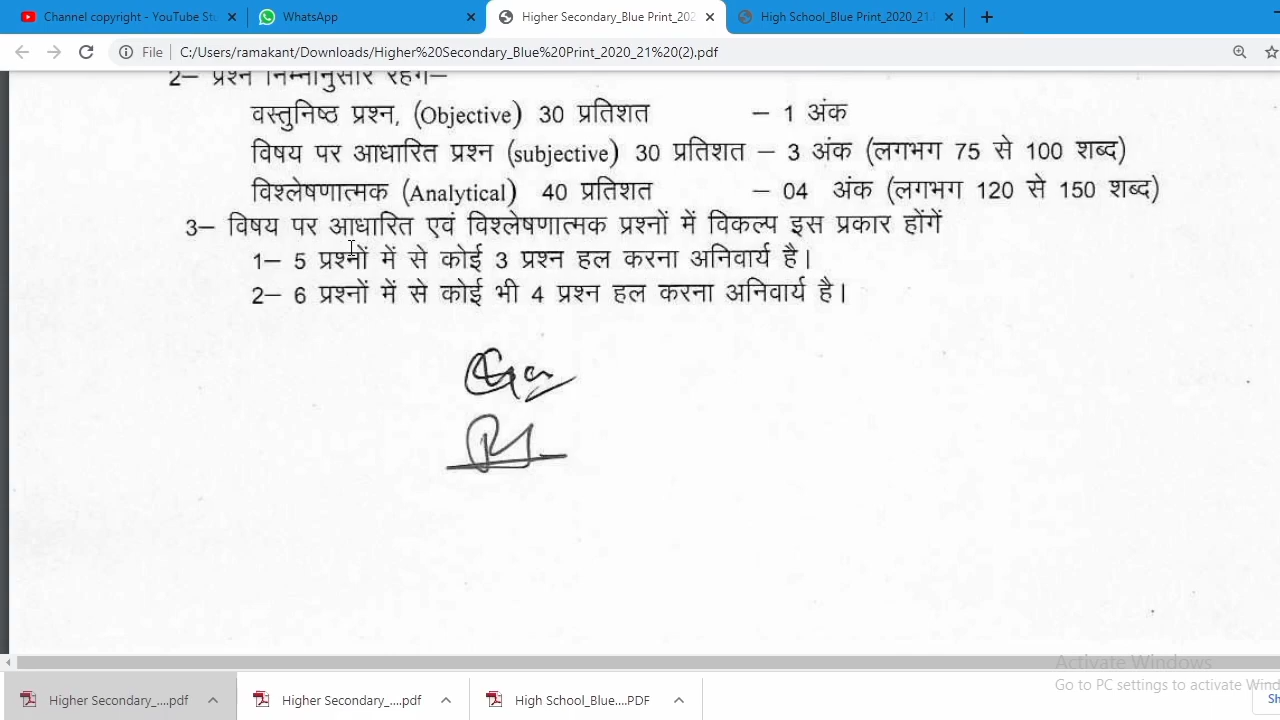 Channel copyright - YouTube St
WhatsApp
Higher Secondary_Blue Print_202
High School_Blue Print_2020_21.
File
C:/Users/ramakant/Downloads/Higher%20Secondary_Blue%20Print_2020_21%20(2).pdf
2– प्रश्न निम्नानुसार रहेंगे–
वस्तुनिष्ठ प्रश्न, (Objective) 30 प्रतिशत – 1 अंक
विषय पर आधारित प्रश्न (subjective) 30 प्रतिशत – 3 अंक (लगभग 75 से 100 शब्द)
विश्लेषणात्मक (Analytical) 40 प्रतिशत – 04 अंक (लगभग 120 से 150 शब्द)
3– विषय पर आधारित एवं विश्लेषणात्मक प्रश्नों में विकल्प इस प्रकार होंगें
1– 5 प्रश्नों में से कोई 3 प्रश्न हल करना अनिवार्य है।
2– 6 प्रश्नों में से कोई भी 4 प्रश्न हल करना अनिवार्य है।
Activate Windows
Go to PC settings to activate Wind
Higher Secondary_....pdf
Higher Secondary_....pdf
High School_Blue....PDF
Sh